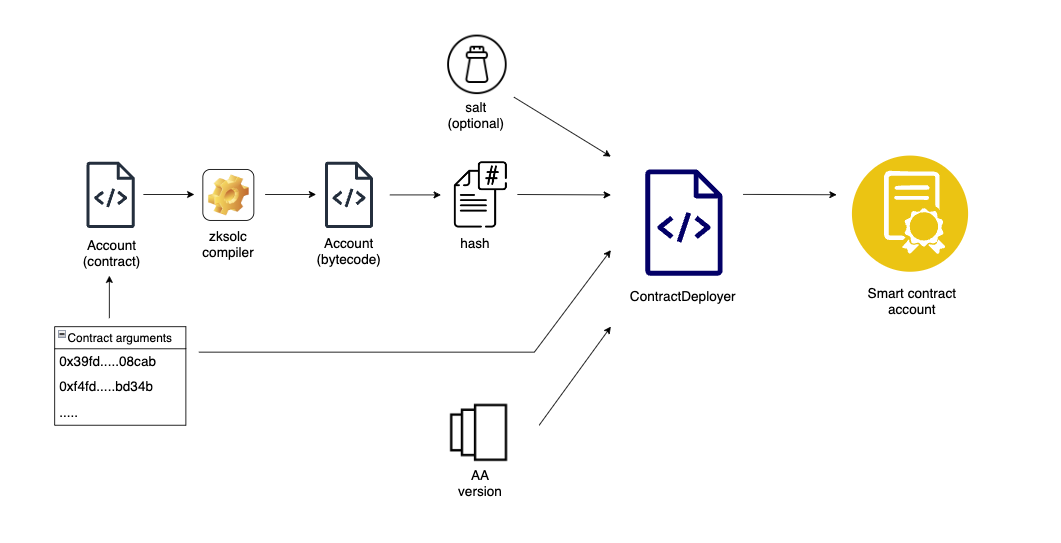 salt
(optional)
Account
(contract)
zksolc
compiler
Account
(bytecode)
#
hash
ContractDeployer
Smart contract
account
Contract arguments
0x39fd.....08cab
0xf4fd.....bd34b
.....
AA
version